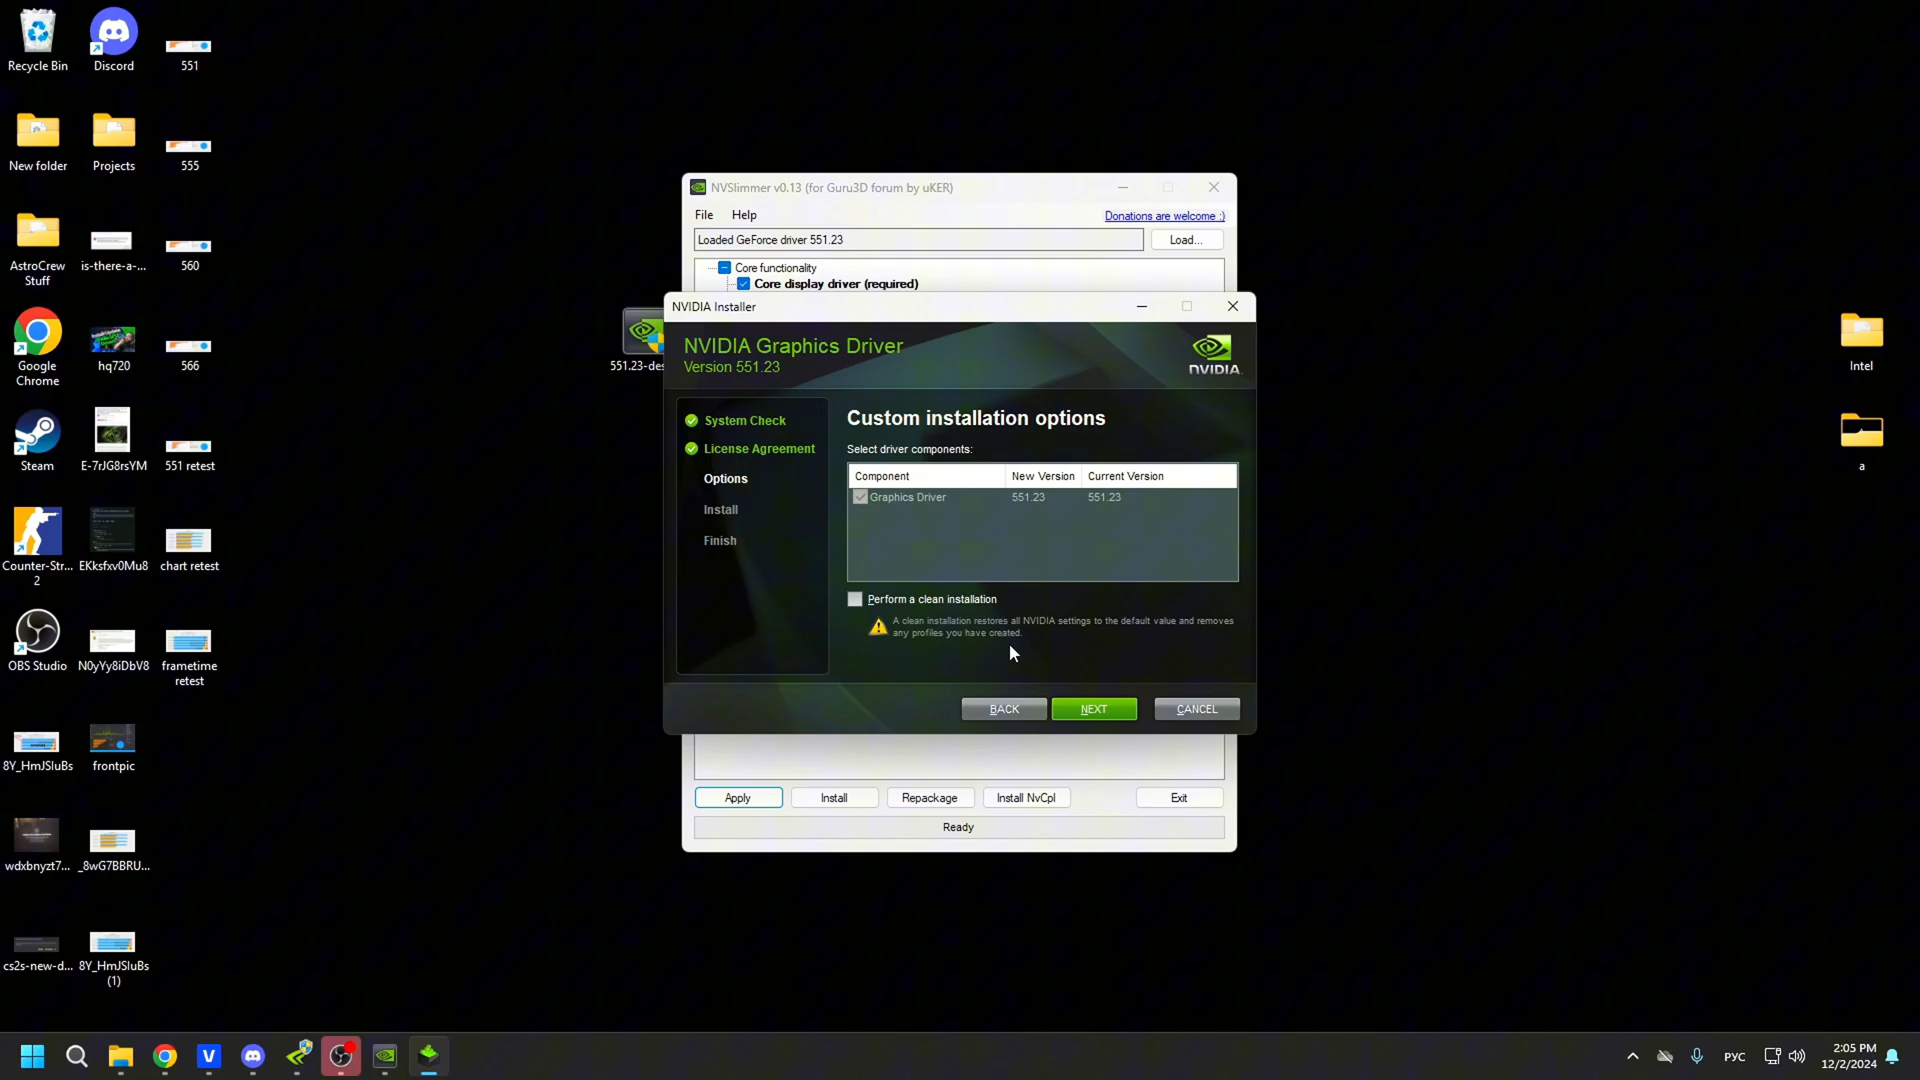 Recycle Bin
Discord
551
New folder
Projects
555
AstroCrew
Stuff
is-there-a-...
560
Google
Chrome
hq720
566
Steam
E-7rJG8rsYM
551 retest
Counter-Str...
2
EKksfxv0Mu8
chart retest
OBS Studio
N0yYy8iDbV8
frametime
retest
8Y_HmJSIuBs
frontpic
wdxbnyzt7...
_8wG7BBRU...
cs2s-new-d...
8Y_HmJSIuBs
(1)
NVSlimmer v0.13 (for Guru3D forum by uKER)
File
Help
Donations are welcome :)
Loaded GeForce driver 551.23
Load...
Core functionality
Core display driver (required)
551.23-des
NVIDIA Installer
NVIDIA Graphics Driver
Version 551.23
NVIDIA
System Check
License Agreement
Options
Install
Finish
Custom installation options
Select driver components:
Component New Version Current Version
Graphics Driver 551.23 551.23
Perform a clean installation
A clean installation restores all NVIDIA settings to the default value and removes
any profiles you have created.
BACK
NEXT
CANCEL
Apply
Install
Repackage
Install NvCpl
Exit
Ready
Intel
a
V
РУС
2:05 PM
12/2/2024